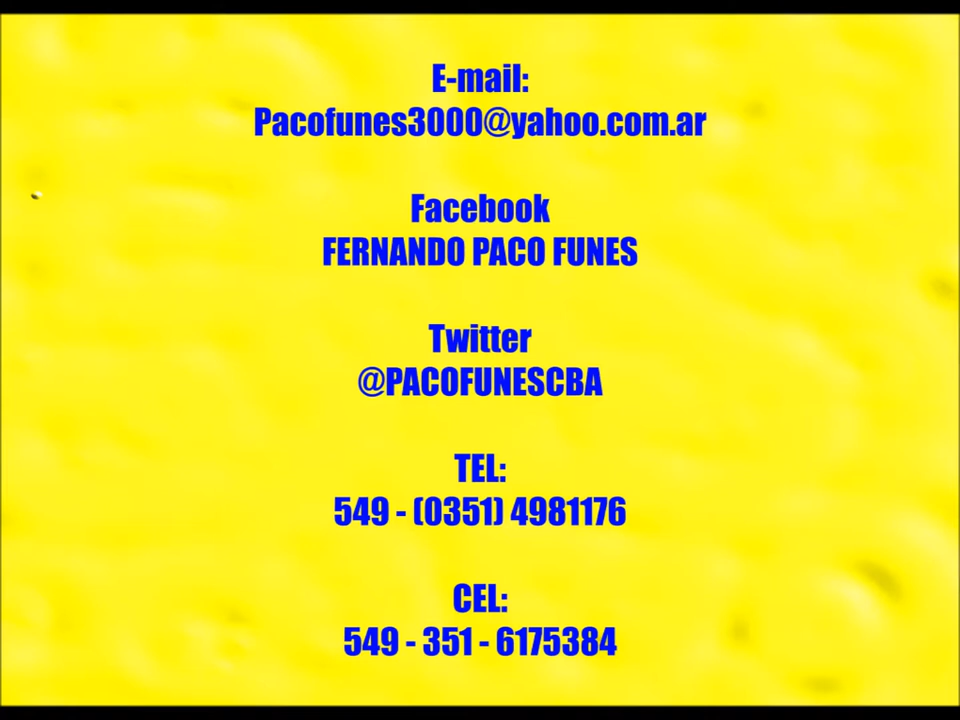 E-mail:
Pacofunes3000@yahoo.com.ar
Facebook
FERNANDO PACO FUNES
Twitter
@PACOFUNESCBA
TEL:
549 - (0351) 4981176
CEL:
549 - 351 - 6175384